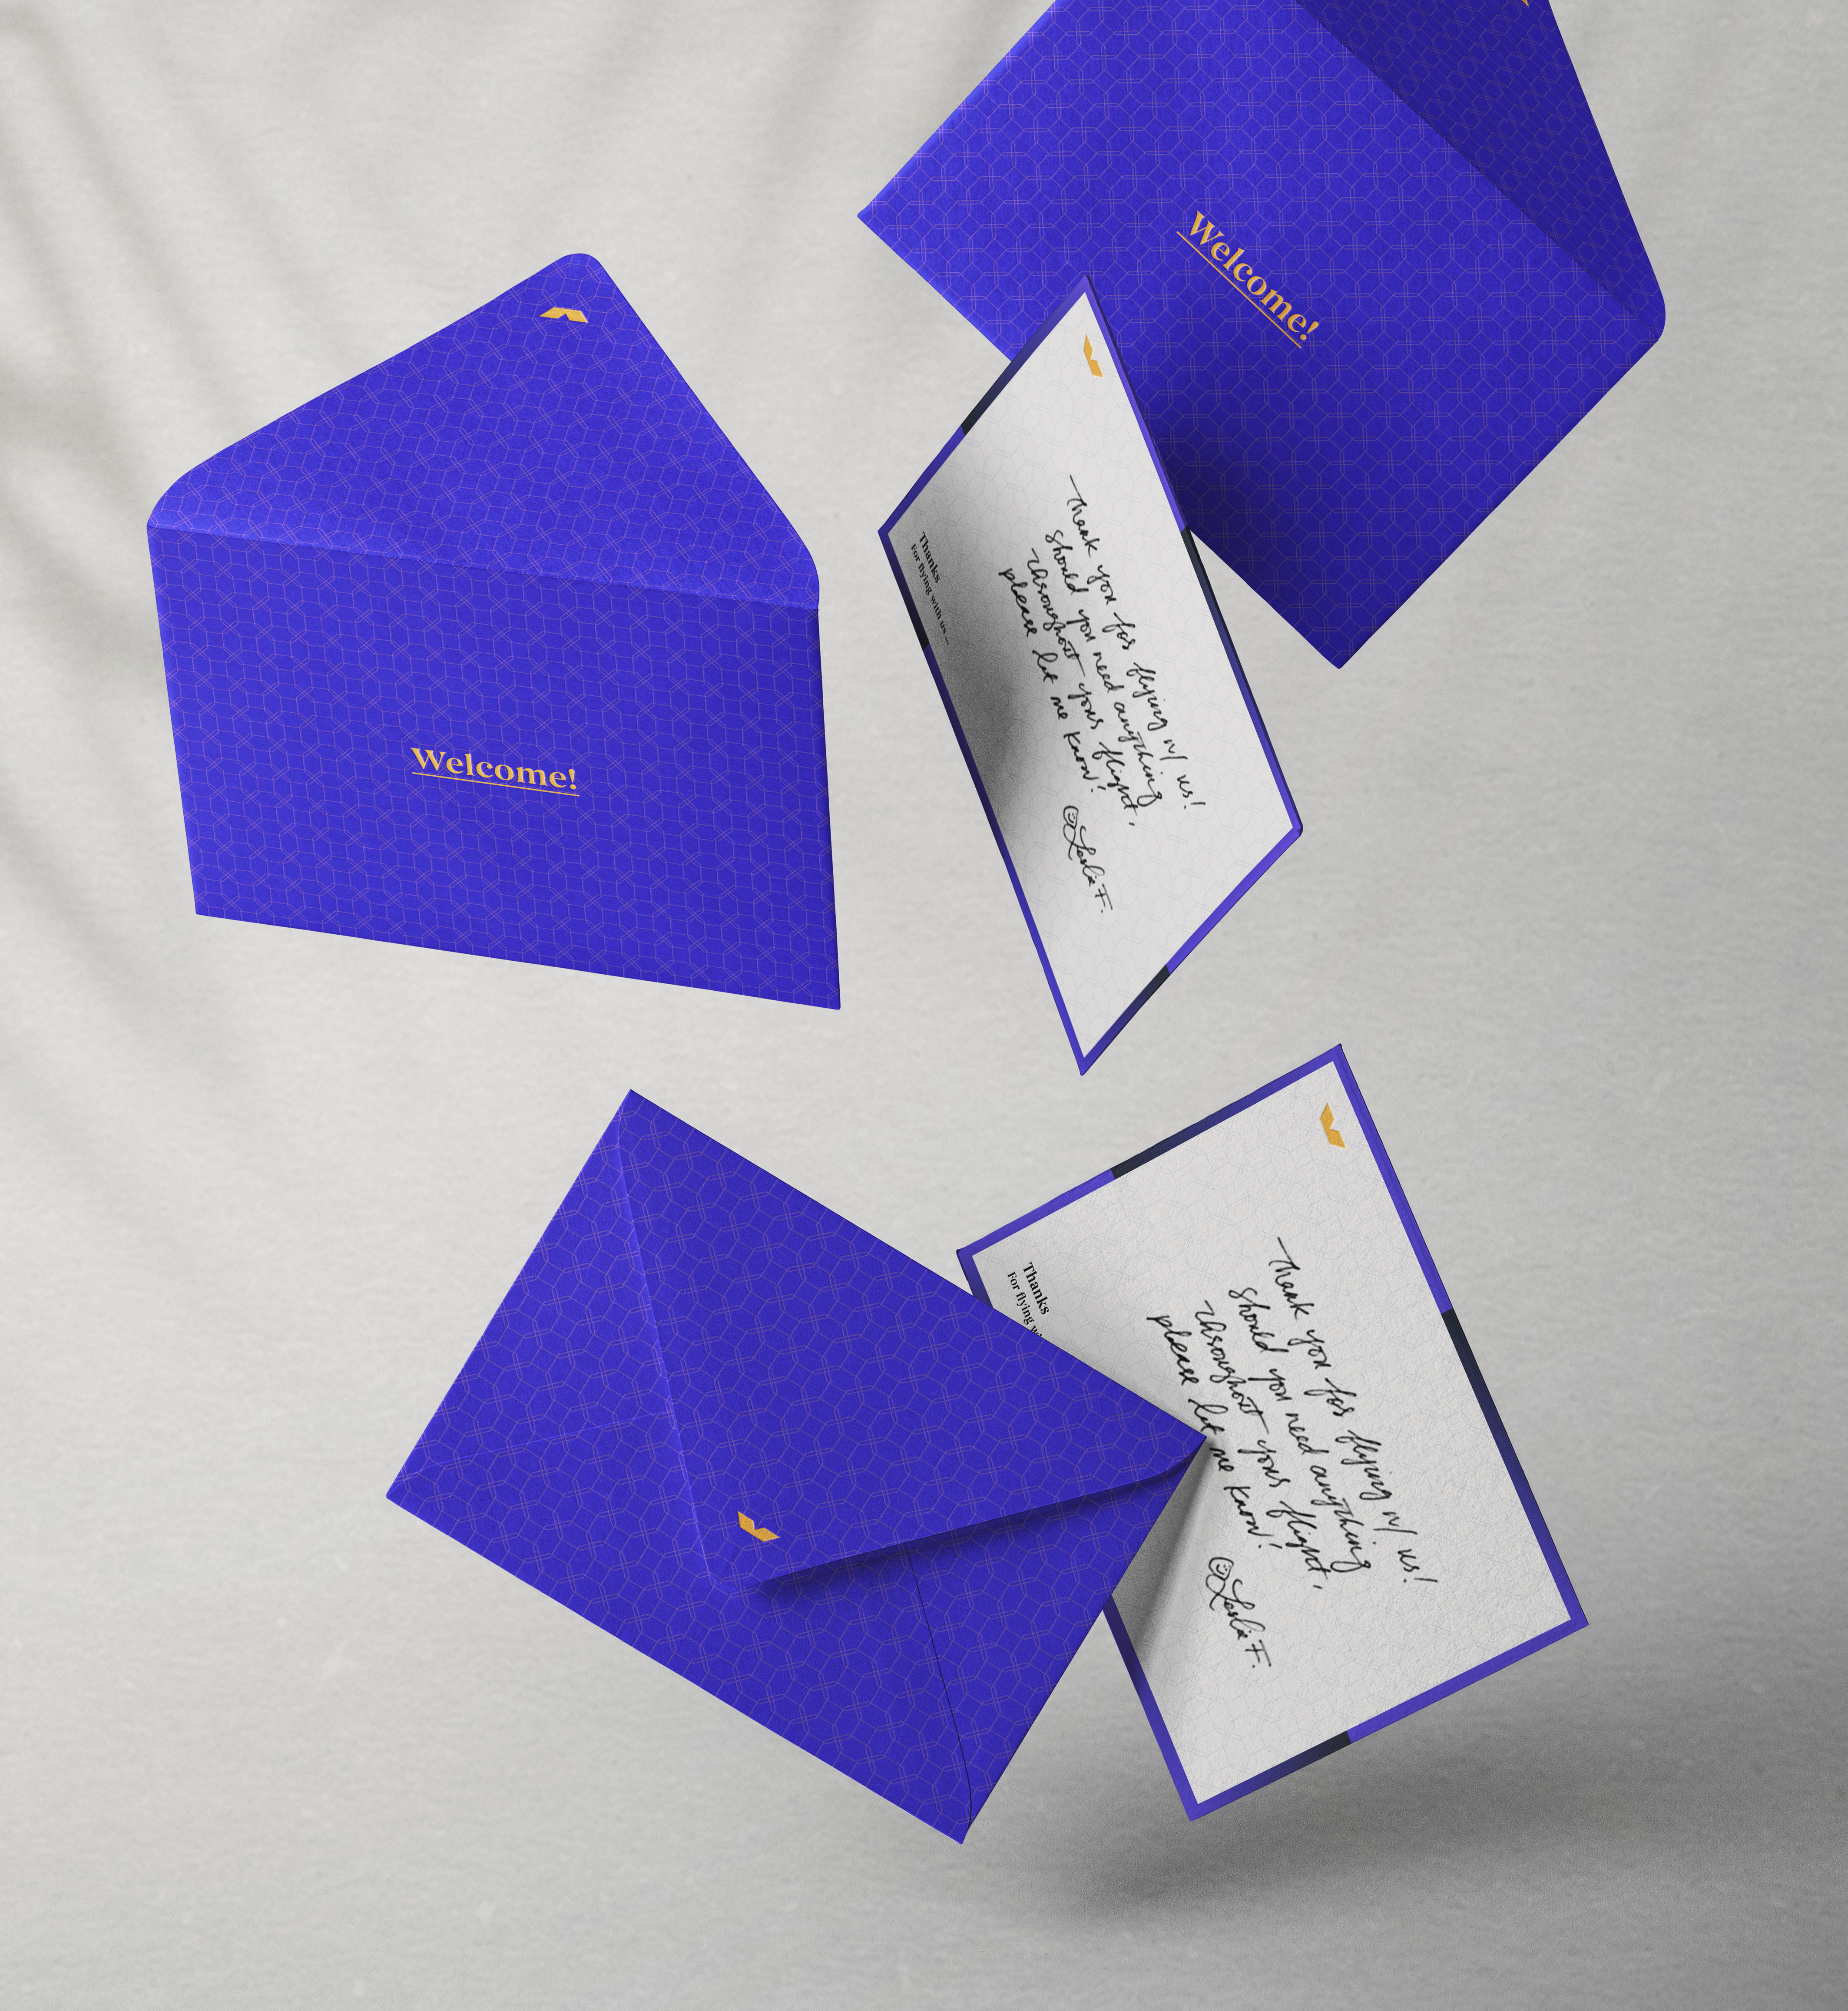 Welcome!
Welcome!
Thank you for flying w/ us!
Should you need anything
throughout your flight,
please let me know!
Leslie F.
Thanks
For flying with us ...
Thank you for flying w/ us!
Should you need anything
throughout your flight,
please let me know!
Leslie F.
Thanks
For flying